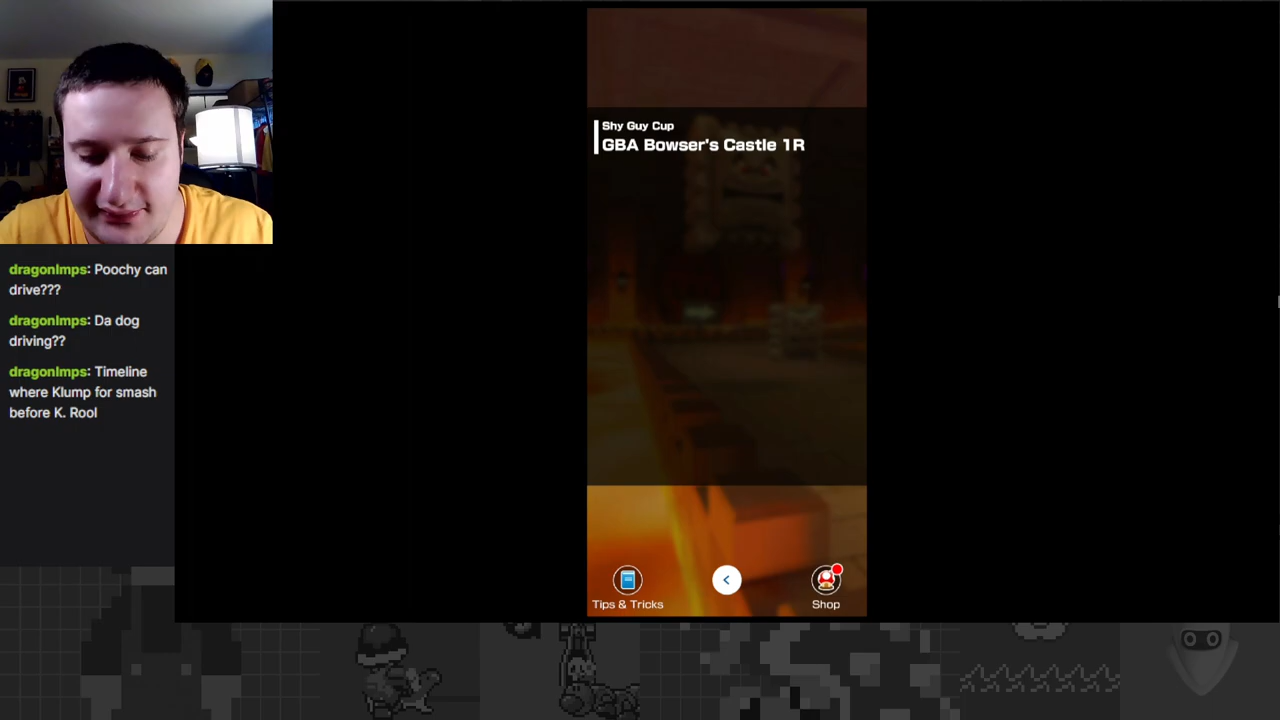 Shy Guy Cup
GBA Bowser's Castle 1R
dragonImps: Poochy can
drive???
dragonImps: Da dog
driving??
dragonImps: Timeline
where Klump for smash
before K. Rool
Tips & Tricks
Shop